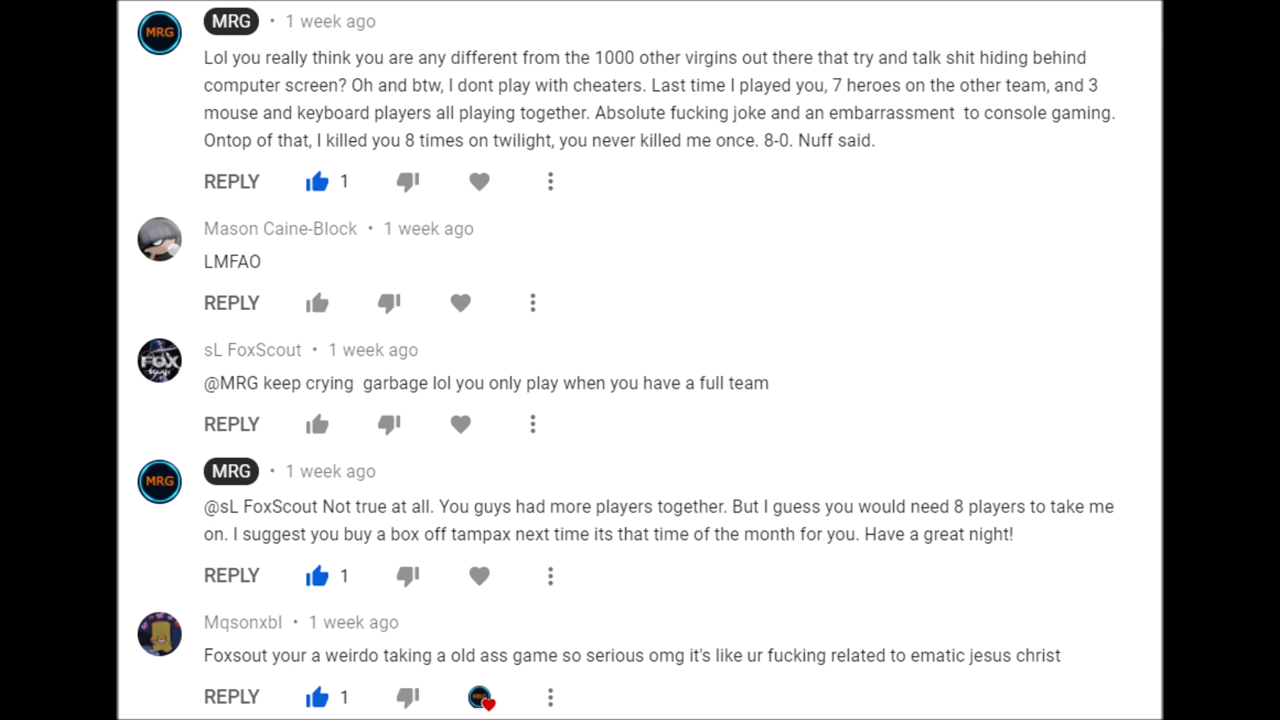 MRG
MRG • 1 week ago
Lol you really think you are any different from the 1000 other virgins out there that try and talk shit hiding behind
computer screen? Oh and btw, I dont play with cheaters. Last time I played you, 7 heroes on the other team, and 3
mouse and keyboard players all playing together. Absolute fucking joke and an embarrassment  to console gaming.
Ontop of that, I killed you 8 times on twilight, you never killed me once. 8-0. Nuff said.
REPLY 1
Mason Caine-Block • 1 week ago
LMFAO
REPLY
FOX
sL FoxScout • 1 week ago
@MRG keep crying  garbage lol you only play when you have a full team
REPLY
MRG
MRG • 1 week ago
@sL FoxScout Not true at all. You guys had more players together. But I guess you would need 8 players to take me
on. I suggest you buy a box off tampax next time its that time of the month for you. Have a great night!
REPLY 1
Mqsonxbl • 1 week ago
Foxsout your a weirdo taking a old ass game so serious omg it's like ur fucking related to ematic jesus christ
REPLY 1